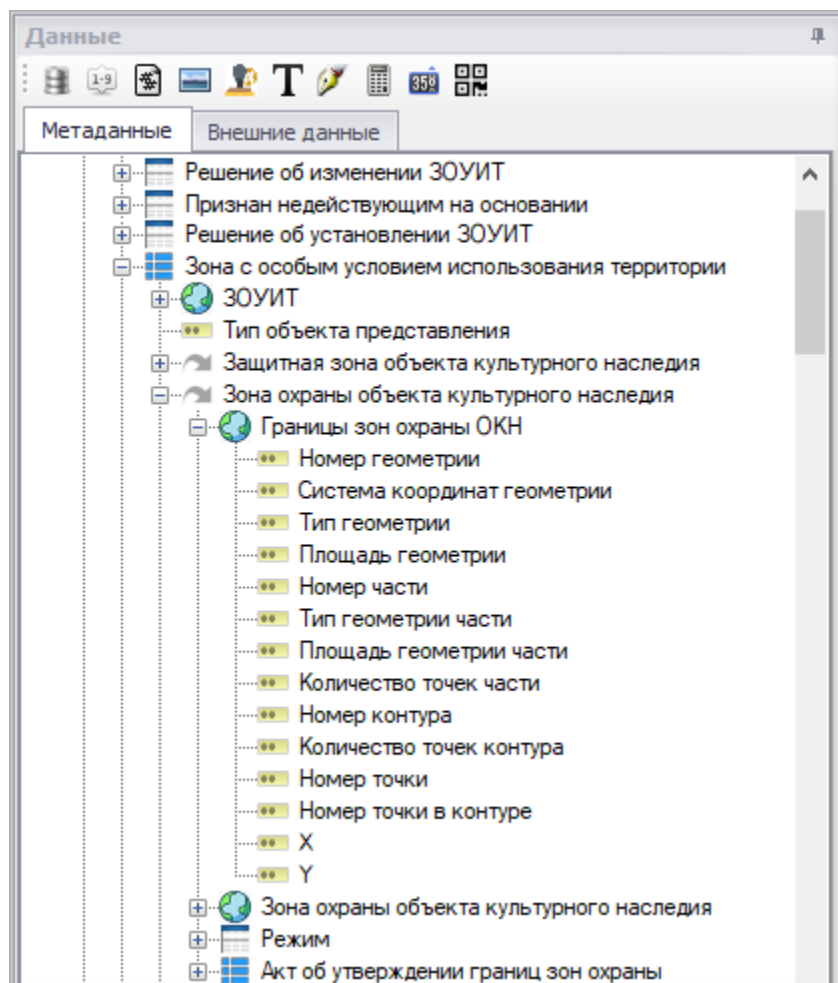 Данные
1-9 T 358
Метаданные Внешние данные
Решение об изменении ЗОУИТ
Признан недействующим на основании
Решение об установлении ЗОУИТ
Зона с особым условием использования территории
ЗОУИТ
Тип объекта представления
Защитная зона объекта культурного наследия
Зона охраны объекта культурного наследия
Границы зон охраны ОКН
Номер геометрии
Система координат геометрии
Тип геометрии
Площадь геометрии
Номер части
Тип геометрии части
Площадь геометрии части
Количество точек части
Номер контура
Количество точек контура
Номер точки
Номер точки в контуре
X
Y
Зона охраны объекта культурного наследия
Режим
Акт об утверждении границ зон охраны